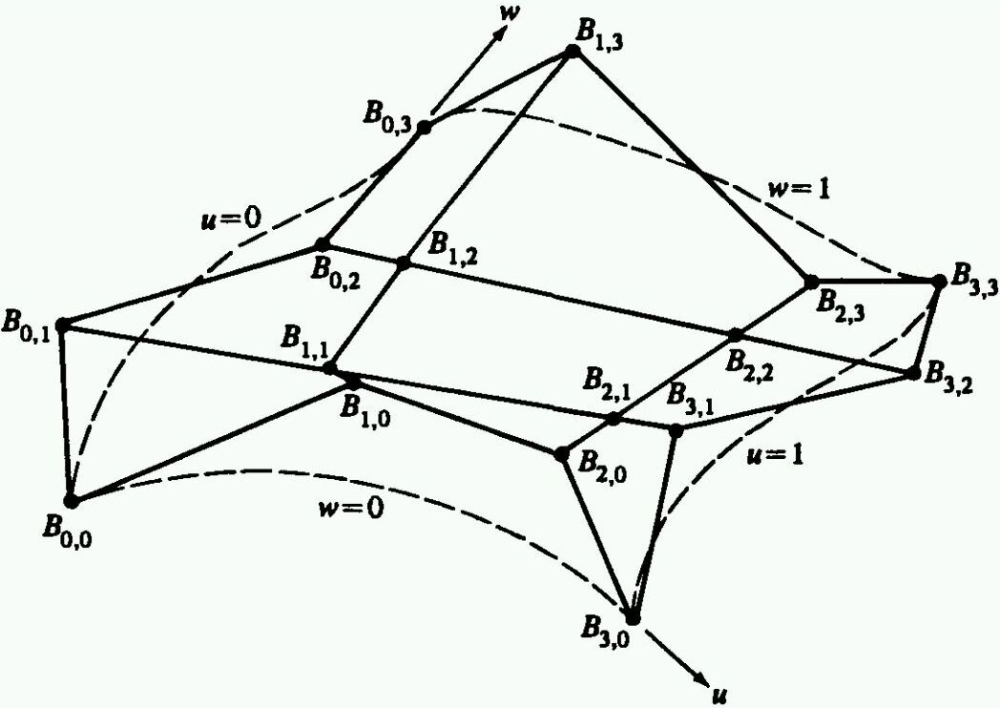 w
B1,3
B0,3
w=1
u=0
B1,2
B0,2
B3,3
B2,3
B0,1
B1,1
B2,2
B3,2
B2,1
B3,1
B1,0
u=1
B2,0
w=0
B0,0
B3,0
u